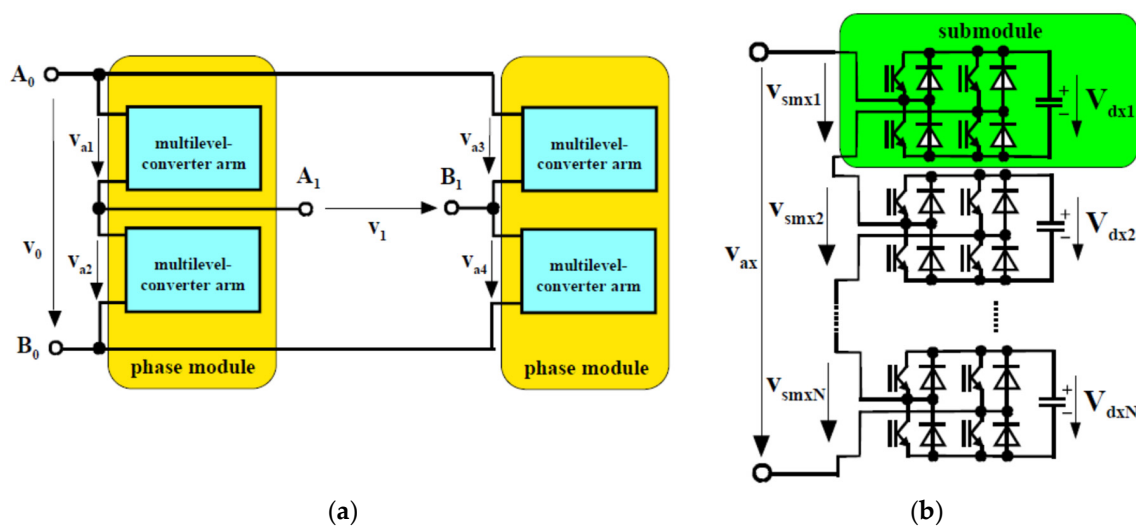 A0
va1
multilevel-
converter arm
va3
multilevel-
converter arm
A1
B1
v0
v1
va2
multilevel-
converter arm
va4
multilevel-
converter arm
B0
phase module
phase module
(a)
submodule
vsmx1
+
−
Vdx1
vsmx2
+
−
Vdx2
vax
vsmxN
+
−
VdxN
(b)